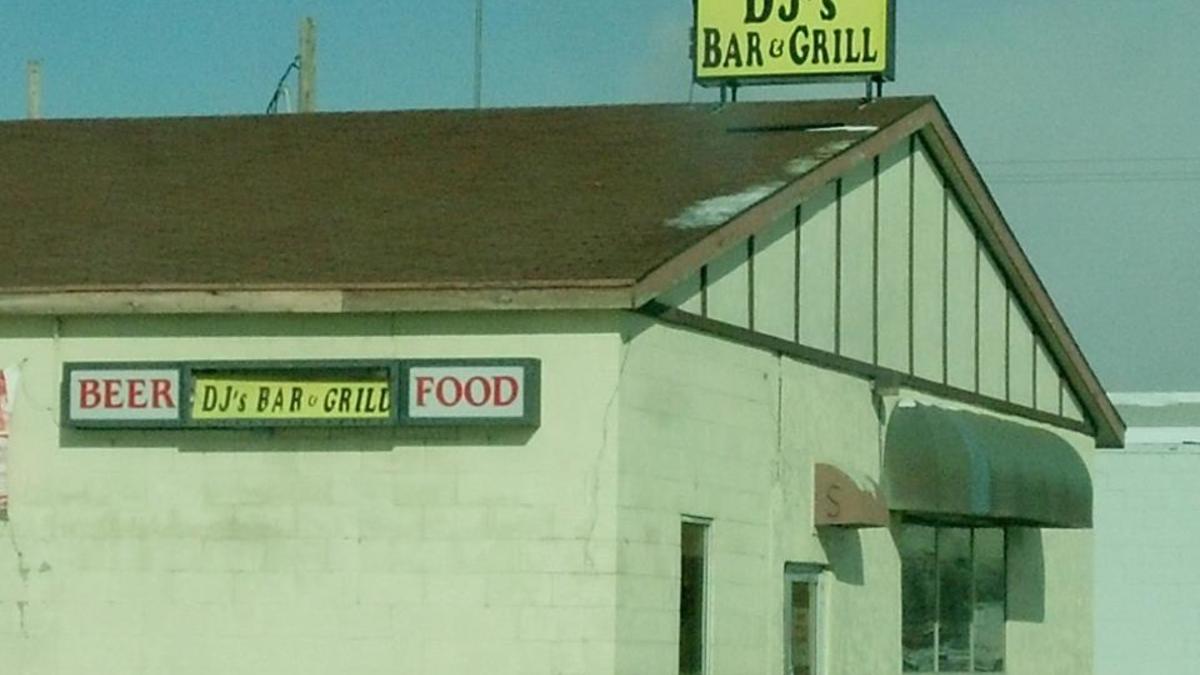 DJ's
BAR & GRILL
BEER DJ's BAR & GRILL FOOD
S